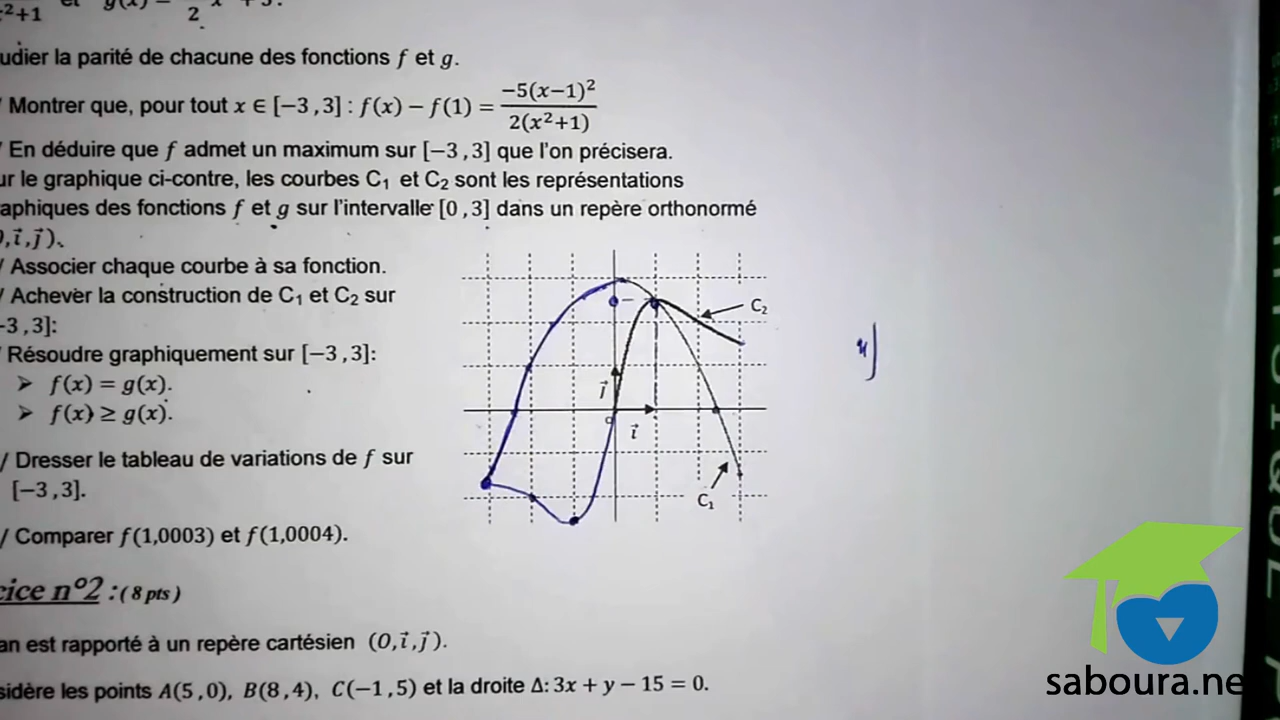 ²+1 et g(x) = 2 x + 3.
udier la parité de chacune des fonctions f et g.
/ Montrer que, pour tout x ∈ [−3 ,3] : f(x) − f(1) = −5(x−1)² / 2(x²+1)
/ En déduire que f admet un maximum sur [−3 ,3] que l'on précisera.
ur le graphique ci-contre, les courbes C₁ et C₂ sont les représentations
aphiques des fonctions f et g sur l'intervalle [0 ,3] dans un repère orthonormé
),i⃗,j⃗).
/ Associer chaque courbe à sa fonction.
/ Achever la construction de C₁ et C₂ sur
−3 ,3]:
/ Résoudre graphiquement sur [−3 ,3]:
➢ f(x) = g(x).
➢ f(x) ≥ g(x).
/ Dresser le tableau de variations de f sur
[−3 ,3].
/ Comparer f(1,0003) et f(1,0004).
C₂
j⃗
o
i⃗
C₁
cice n°2 :( 8 pts )
an est rapporté à un repère cartésien (O,i⃗,j⃗).
sidère les points A(5 ,0), B(8 ,4), C(−1 ,5) et la droite Δ: 3x + y − 15 = 0.
saboura.ne